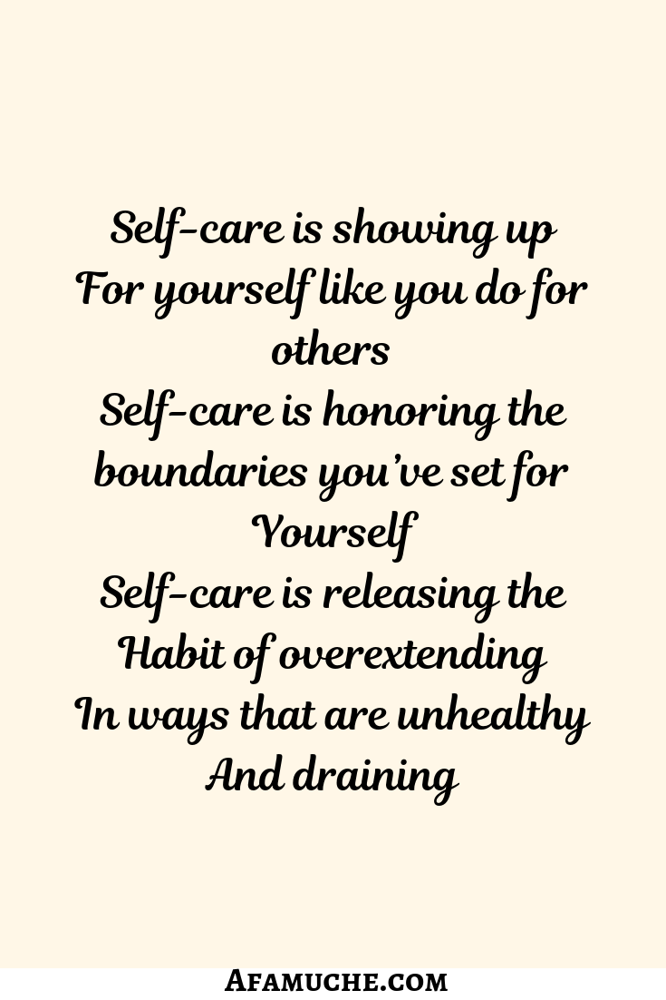 Self-care is showing up
For yourself like you do for
others
Self-care is honoring the
boundaries you’ve set for
Yourself
Self-care is releasing the
Habit of overextending
In ways that are unhealthy
And draining
Afamuche.com